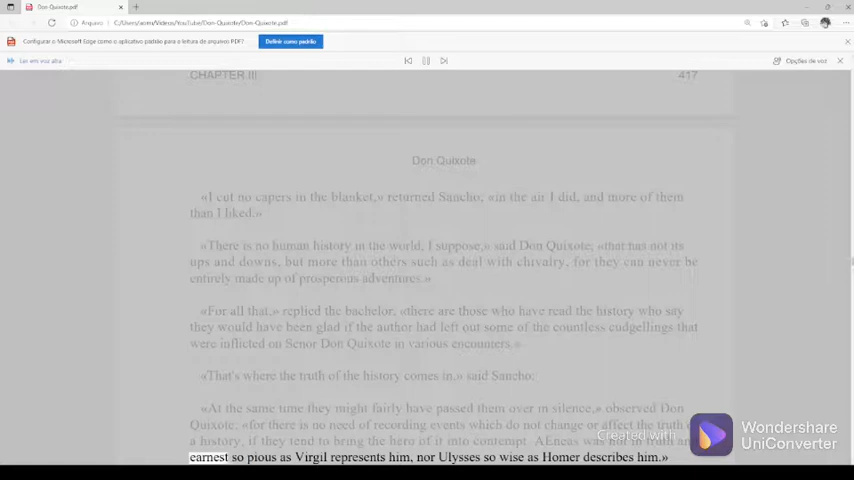 Don-Quixote.pdf
Arquivo
C:/Users/
/Videos/YouTube/Don-Quixote/Don-Quixote.pdf
Configurar o Microsoft Edge como o aplicativo padrão para a leitura de arquivo PDF?
Definir como padrão
Ler em voz alta
Opções de voz
CHAPTER III
417
Don Quixote
«I cut no capers in the blanket,» returned Sancho; «in the air I did, and more of them
than I liked.»
«There is no human history in the world, I suppose,» said Don Quixote, «that has not its
ups and downs, but more than others such as deal with chivalry, for they can never be
entirely made up of prosperous adventures.»
«For all that,» replied the bachelor, «there are those who have read the history who say
they would have been glad if the author had left out some of the countless cudgellings that
were inflicted on Senor Don Quixote in various encounters.»
«That's where the truth of the history comes in,» said Sancho.
«At the same time they might fairly have passed them over in silence,» observed Don
Quixote; «for there is no need of recording events which do not change or affect the truth
a history, if they tend to bring the hero of it into contempt. AEneas was not in truth and
earnest so pious as Virgil represents him, nor Ulysses so wise as Homer describes him.»
Created with
Wondershare
UniConverter